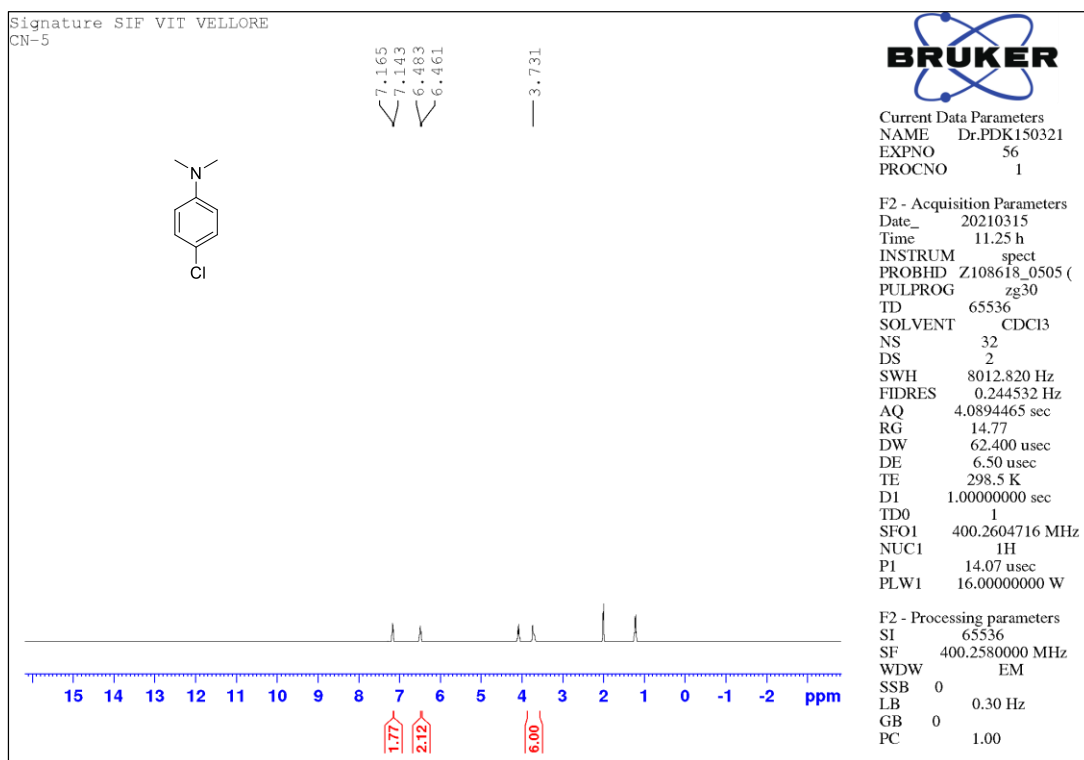 Signature SIF VIT VELLORE
CN-5
7.165
7.143
6.483
6.461
3.731
N
Cl
15 14 13 12 11 10 9 8 7 6 5 4 3 2 1 0 -1 -2 ppm
1.77
2.12
6.00
BRUKER
Current Data Parameters
NAME Dr.PDK150321
EXPNO 56
PROCNO 1
F2 - Acquisition Parameters
Date_ 20210315
Time 11.25 h
INSTRUM spect
PROBHD Z108618_0505 (
PULPROG zg30
TD 65536
SOLVENT CDCl3
NS 32
DS 2
SWH 8012.820 Hz
FIDRES 0.244532 Hz
AQ 4.0894465 sec
RG 14.77
DW 62.400 usec
DE 6.50 usec
TE 298.5 K
D1 1.00000000 sec
TD0 1
SFO1 400.2604716 MHz
NUC1 1H
P1 14.07 usec
PLW1 16.00000000 W
F2 - Processing parameters
SI 65536
SF 400.2580000 MHz
WDW EM
SSB 0
LB 0.30 Hz
GB 0
PC 1.00